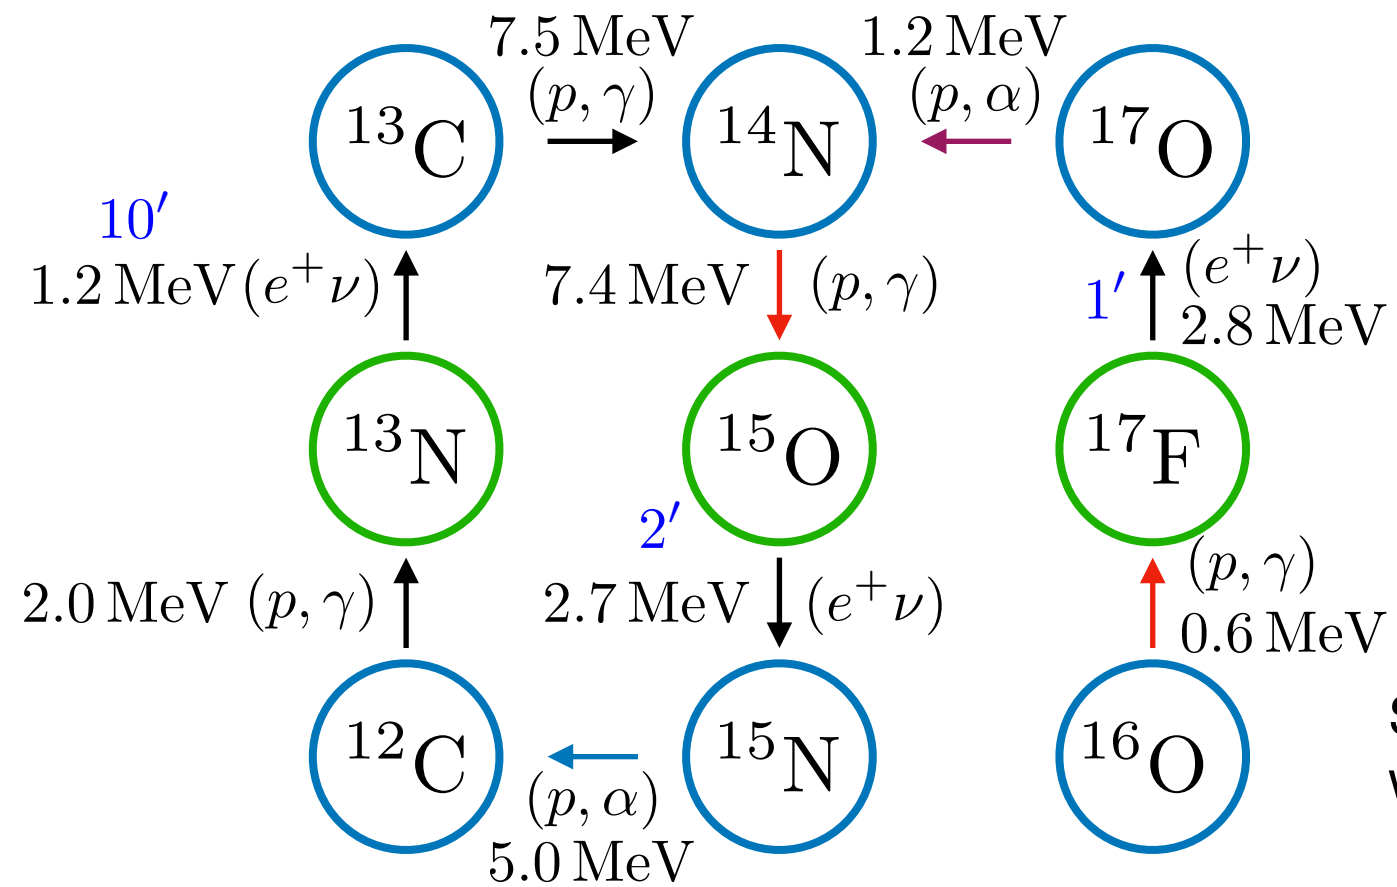 7.5 MeV 1.2 MeV
(p, γ) (p, α)
¹³C ¹⁴N ¹⁷O
10′
1.2 MeV(e⁺ν) 7.4 MeV (p, γ) 1′ (e⁺ν)
2.8 MeV
¹³N ¹⁵O ¹⁷F
2′
2.0 MeV (p, γ) 2.7 MeV (e⁺ν) (p, γ)
0.6 MeV
¹²C ¹⁵N ¹⁶O
(p, α)
5.0 MeV